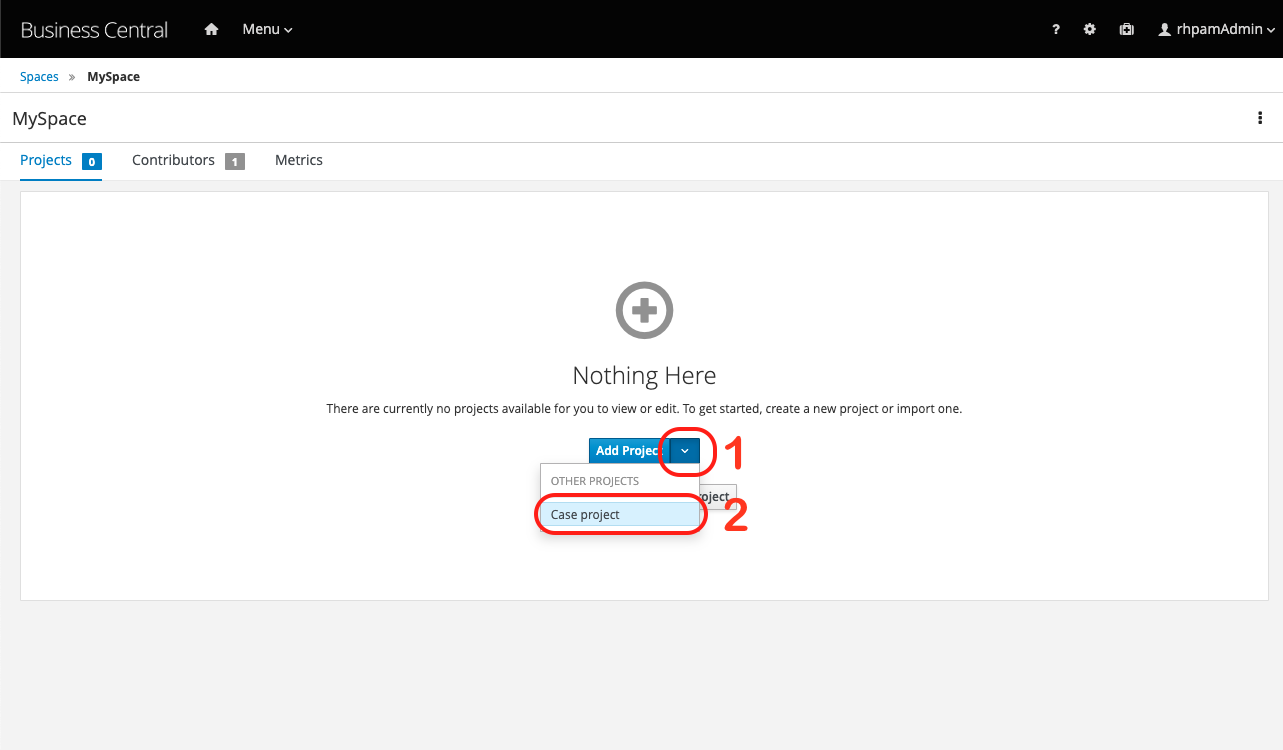 Business Central Menu ? rhpamAdmin
Spaces » MySpace
MySpace
Projects 0 Contributors 1 Metrics
Nothing Here
There are currently no projects available for you to view or edit. To get started, create a new project or import one.
Add Project 1
OTHER PROJECTS
Case project 2